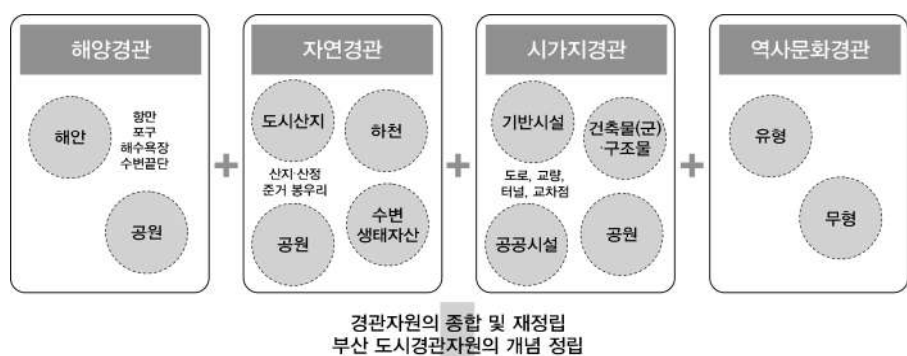 해양경관
해안
항만
포구
해수욕장
수변끝단
공원
+
자연경관
도시산지
하천
산지·산정
준거 봉우리
공원
수변
생태자산
+
시가지경관
기반시설
건축물(군)
·구조물
도로, 교량,
터널, 교차점
공공시설
공원
+
역사문화경관
유형
무형
경관자원의 종합 및 재정립
부산 도시경관자원의 개념 정립